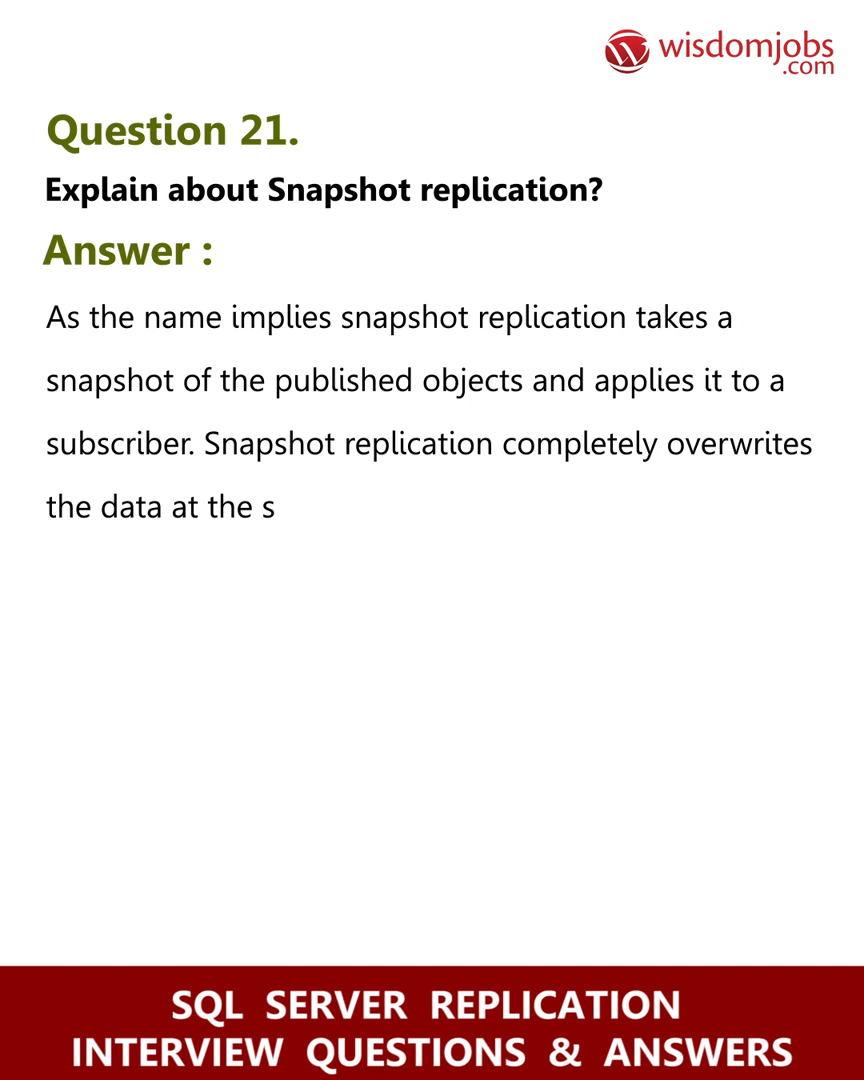 wisdomjobs
.com
Question 21.
Explain about Snapshot replication?
Answer :
As the name implies snapshot replication takes a
snapshot of the published objects and applies it to a
subscriber. Snapshot replication completely overwrites
the data at the s
SQL SERVER REPLICATION
INTERVIEW QUESTIONS & ANSWERS